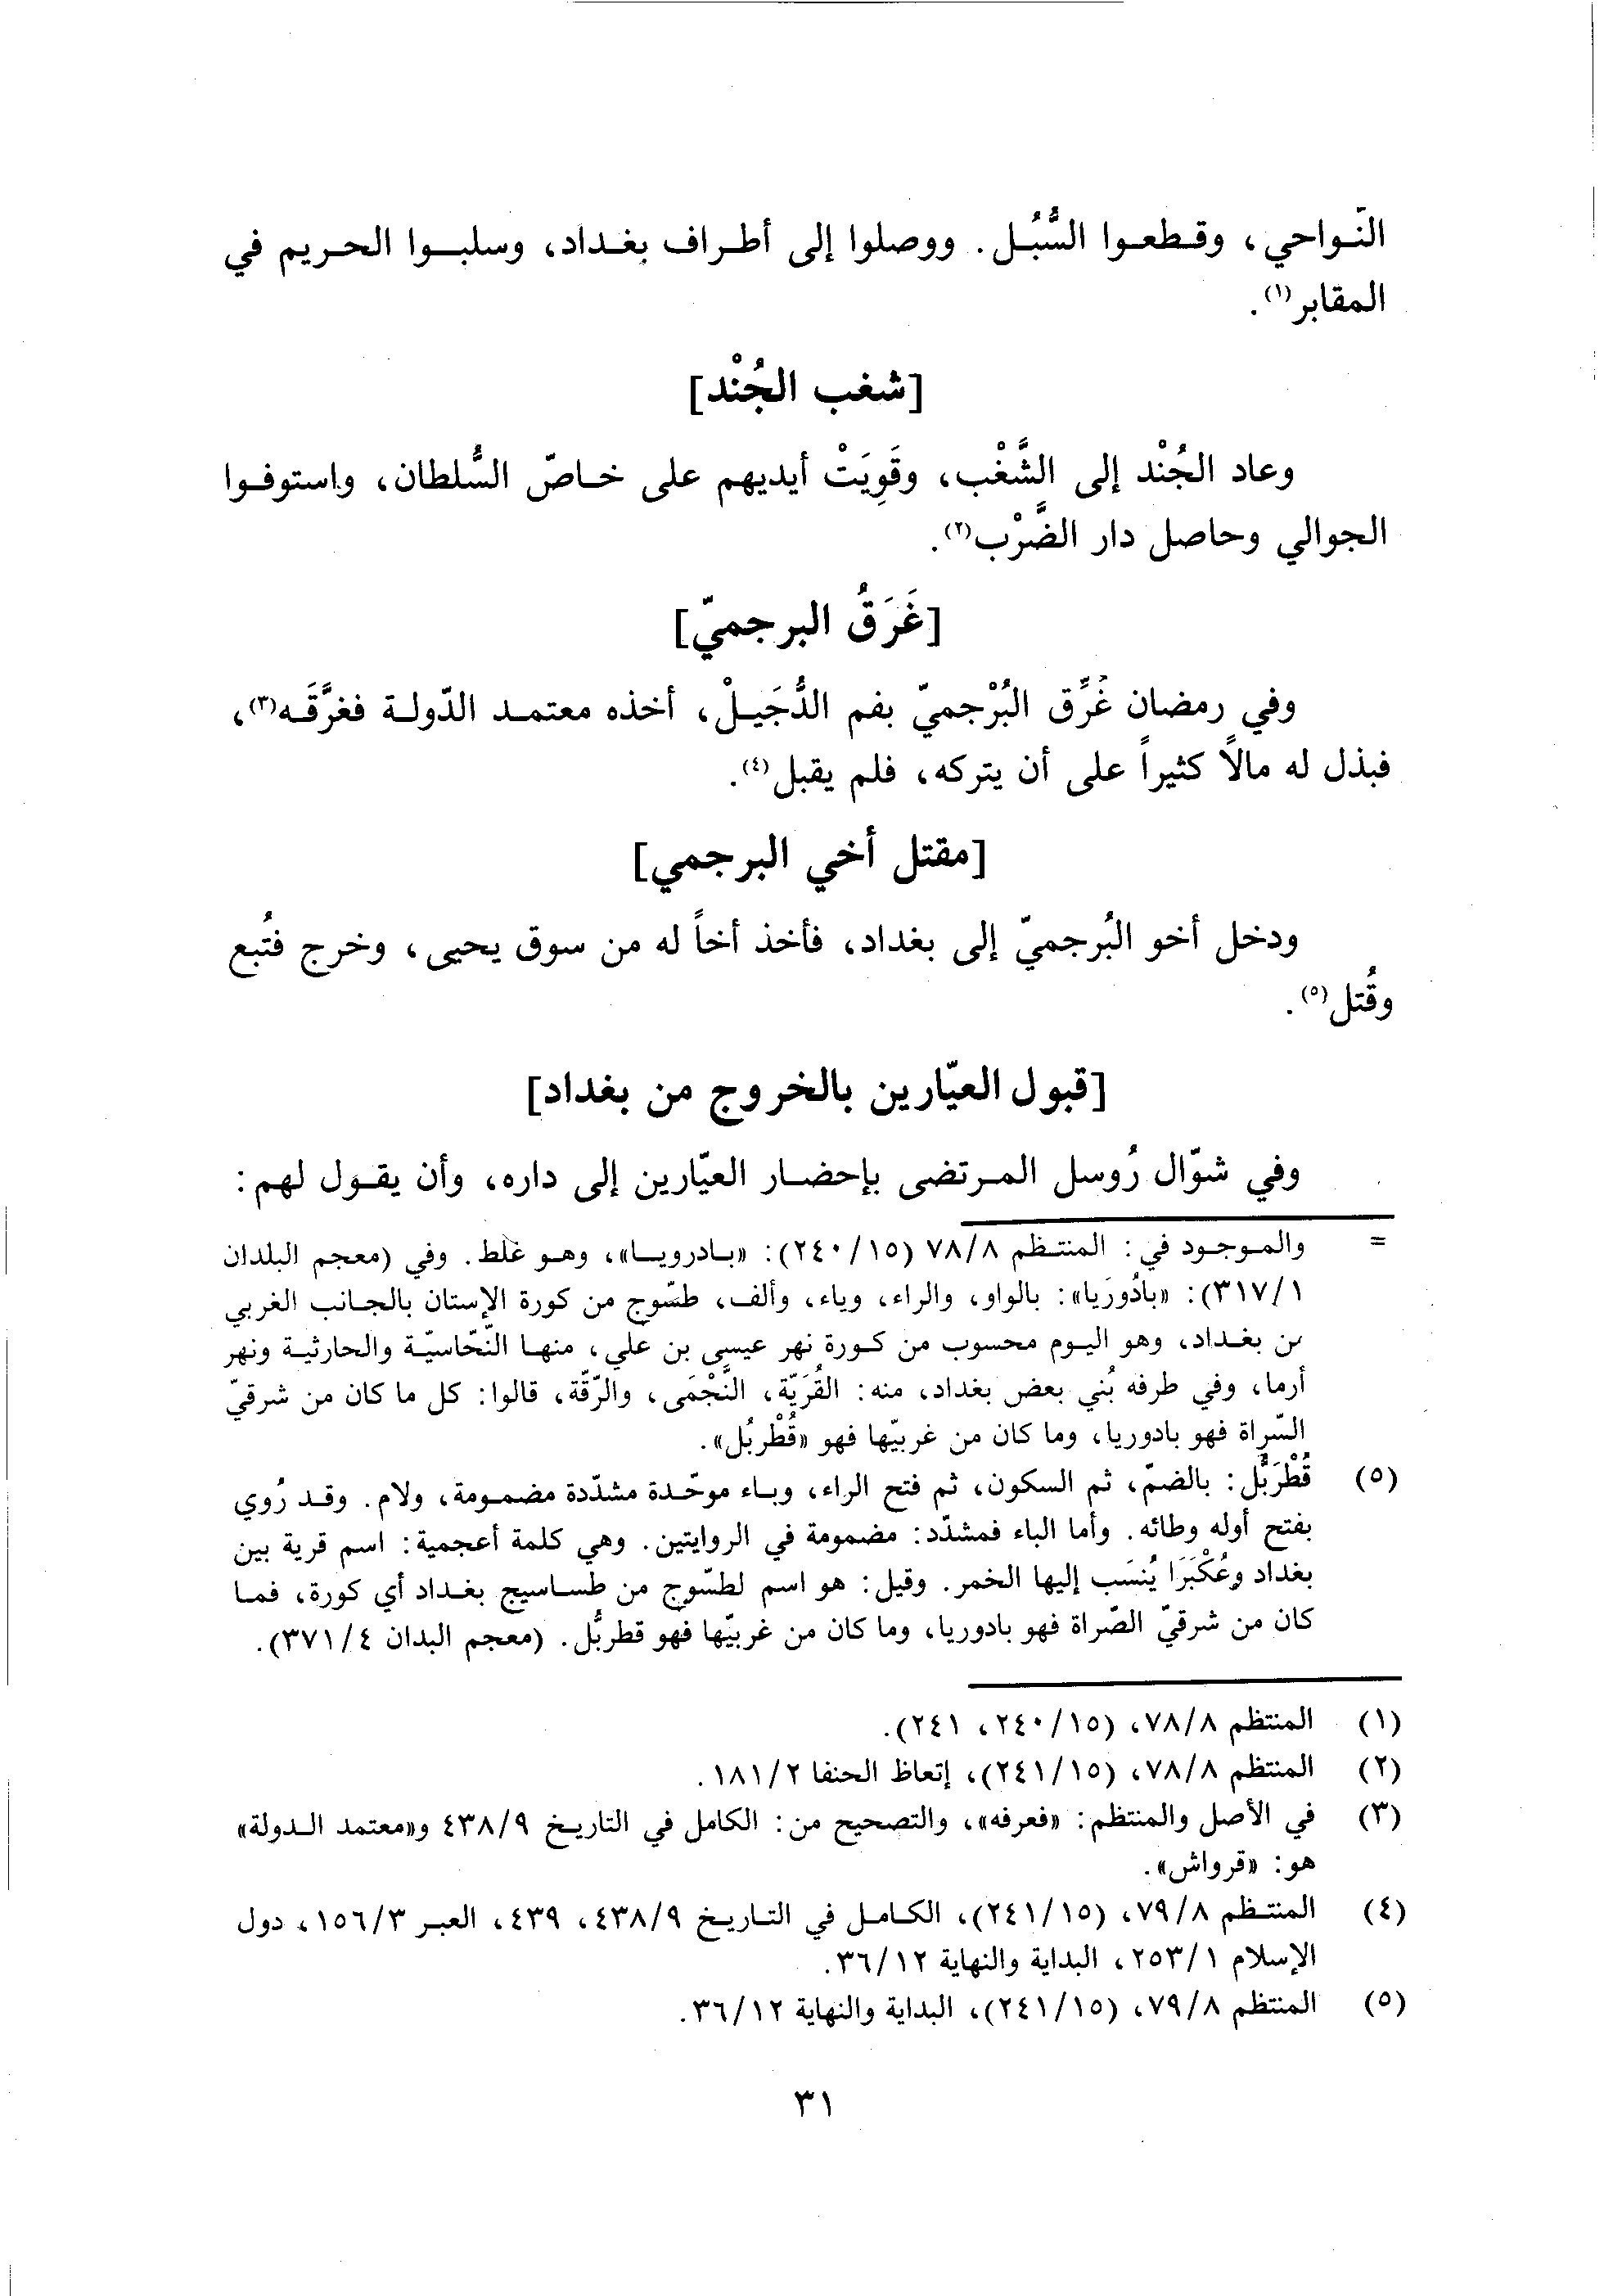 النّواحي، وقطعوا السُّبُل. ووصلوا إلى أطراف بغداد، وسلبوا الحريم في
المقابر(١).
[شغب الجُنْد]
وعاد الجُنْد إلى الشَّغْب، وقَوِيَتْ أيديهم على خاصّ السُّلطان، واستوفوا
الجوالي وحاصل دار الضَّرْب(٢).
[غَرَقُ البرجميّ]
وفي رمضان غُرِّق البُرْجميّ بفم الدُّجَيلْ، أخذه معتمد الدّولة فغرَّقَه(٣)،
فبذل له مالاً كثيراً على أن يتركه، فلم يقبل(٤).
[مقتل أخي البرجمي]
ودخل أخو البُرجميّ إلى بغداد، فأخذ أخاً له من سوق يحيى، وخرج فتُبع
وقُتل(٥).
[قبول العيّارين بالخروج من بغداد]
وفي شوّال رُوسل المرتضى بإحضار العيّارين إلى داره، وأن يقول لهم:
= والموجود في: المنتظم ٧٨/٨ (٢٤٠/١٥): «بادرويا»، وهو غلط. وفي (معجم البلدان
٣١٧/١): «بادُورَيا»: بالواو، والراء، وياء، وألف، طسّوج من كورة الإستان بالجانب الغربي
من بغداد، وهو اليوم محسوب من كورة نهر عيسى بن علي، منها النّحاسيّة والحارثية ونهر
أرما، وفي طرفه بُني بعض بغداد، منه: القُرَيّة، النَّجْمَى، والرّقّة، قالوا: كل ما كان من شرقيّ
السّراة فهو بادوريا، وما كان من غربيّها فهو «قُطْربُل».
(٥) قُطْرَبُّل: بالضمّ، ثم السكون، ثم فتح الراء، وباء موحّدة مشدّدة مضمومة، ولام. وقد رُوي
بفتح أوله وطائه. وأما الباء فمشدّد: مضمومة في الروايتين. وهي كلمة أعجمية: اسم قرية بين
بغداد وعُكْبَرَا يُنسَب إليها الخمر. وقيل: هو اسم لطسّوج من طساسيج بغداد أي كورة، فما
كان من شرقيّ الصّراة فهو بادوريا، وما كان من غربيّها فهو قطربُّل. (معجم البدان ٣٧١/٤).
(١) المنتظم ٧٨/٨، (٢٤٠/١٥، ٢٤١).
(٢) المنتظم ٧٨/٨، (٢٤١/١٥)، إتعاظ الحنفا ١٨١/٢.
(٣) في الأصل والمنتظم: «فعرفه»، والتصحيح من: الكامل في التاريخ ٤٣٨/٩ و«معتمد الدولة»
هو: «قرواش».
(٤) المنتظم ٧٩/٨، (٢٤١/١٥)، الكامل في التاريخ ٤٣٨/٩، ٤٣٩، العبر ١٥٦/٣، دول
الإسلام ٢٥٣/١، البداية والنهاية ٣٦/١٢.
(٥) المنتظم ٧٩/٨، (٢٤١/١٥)، البداية والنهاية ٣٦/١٢.
٣١